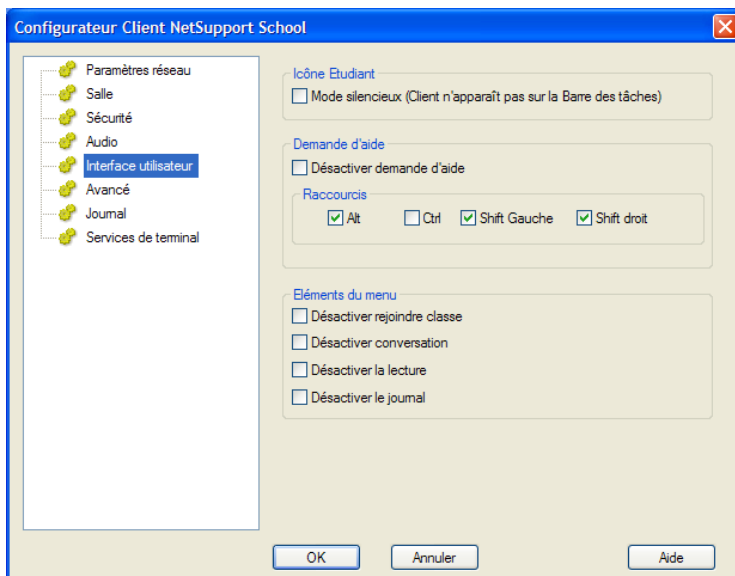 Configurateur Client NetSupport School
Paramètres réseau
Salle
Sécurité
Audio
Interface utilisateur
Avancé
Journal
Services de terminal
Icône Etudiant
Mode silencieux (Client n'apparaît pas sur la Barre des tâches)
Demande d'aide
Désactiver demande d'aide
Raccourcis
Alt Ctrl Shift Gauche Shift droit
Eléments du menu
Désactiver rejoindre classe
Désactiver conversation
Désactiver la lecture
Désactiver le journal
OK Annuler Aide